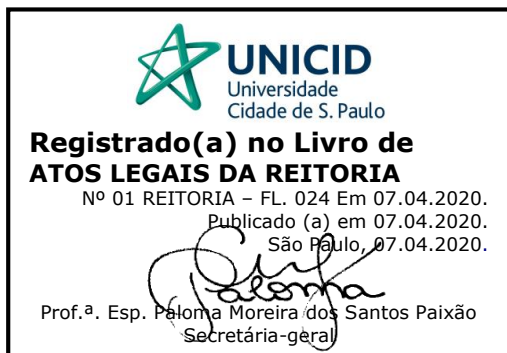 UNICID
Universidade
Cidade de S. Paulo
Registrado(a) no Livro de
ATOS LEGAIS DA REITORIA
Nº 01 REITORIA – FL. 024 Em 07.04.2020.
Publicado (a) em 07.04.2020.
São Paulo, 07.04.2020.
Paloma
Prof.ª. Esp. Paloma Moreira dos Santos Paixão
Secretária-geral